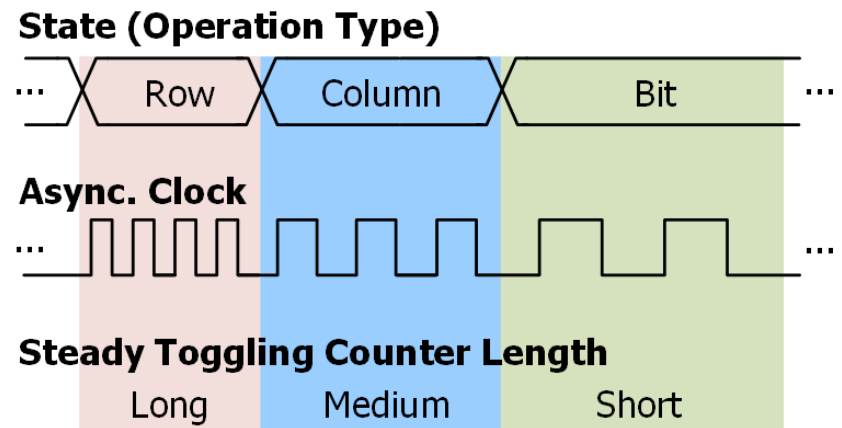 State (Operation Type)
... Row Column Bit ...
Async. Clock
... ...
Steady Toggling Counter Length
Long Medium Short